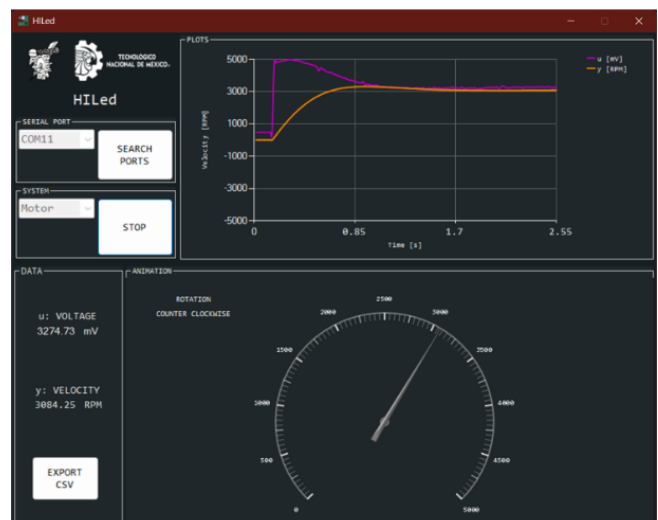 HILed
TECNOLÓGICO
NACIONAL DE MÉXICO®
HILed
SERIAL PORT
COM11
SEARCH
PORTS
SYSTEM
Motor
STOP
PLOTS
u [mV]
y [RPM]
Velocity [RPM]
5000
3000
1000
-1000
-3000
-5000
0
0.85
1.7
2.55
Time [s]
DATA
u: VOLTAGE
3274.73 mV
y: VELOCITY
3084.25 RPM
EXPORT
CSV
ANIMATION
ROTATION
COUNTER CLOCKWISE
0
500
1000
1500
2000
2500
3000
3500
4000
4500
5000